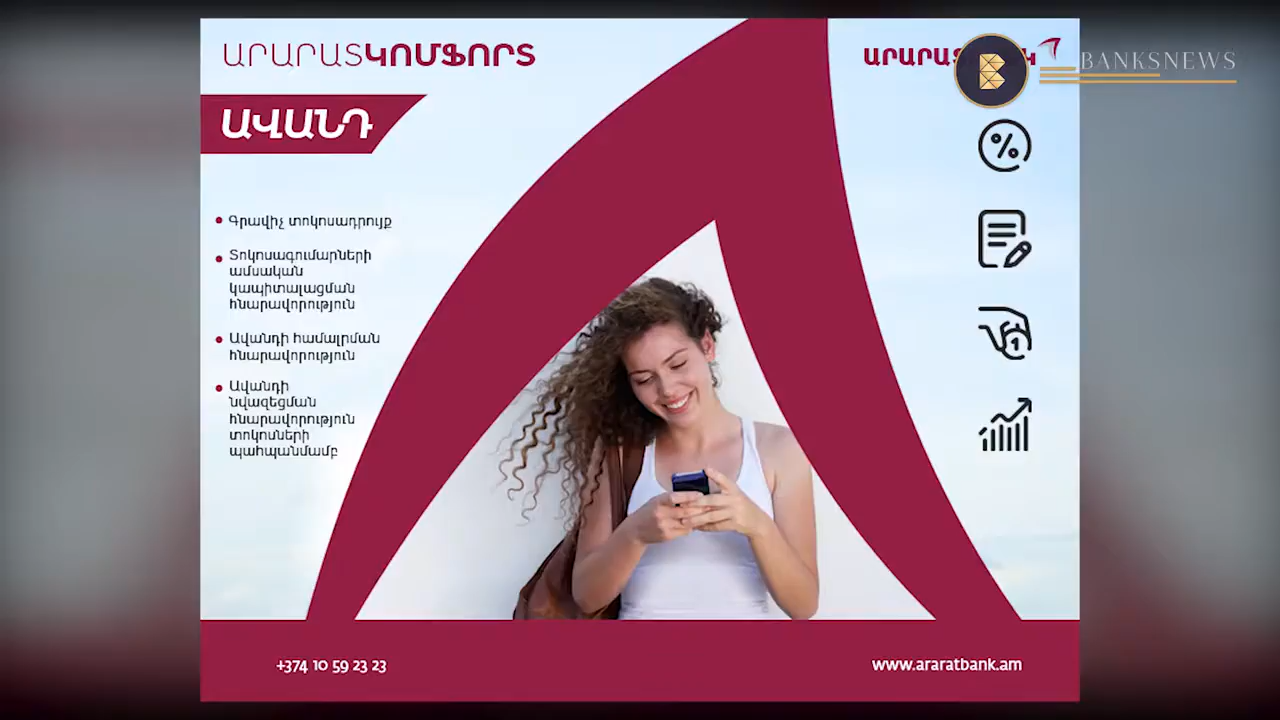 ԱՐԱՐԱՏԿՈՄՖՈՐՏ
BANKSNEWS
ԱՎԱՆԴ
Գրավիչ տոկոսադրույք
Տոկոսագումարների
ամսական
կապիտալացման
հնարավորություն
Ավանդի համալրման
հնարավորություն
Ավանդի
նվազեցման
հնարավորություն
տոկոսների
պահպանմամբ
%
1
+374 10 59 23 23
www.araratbank.am